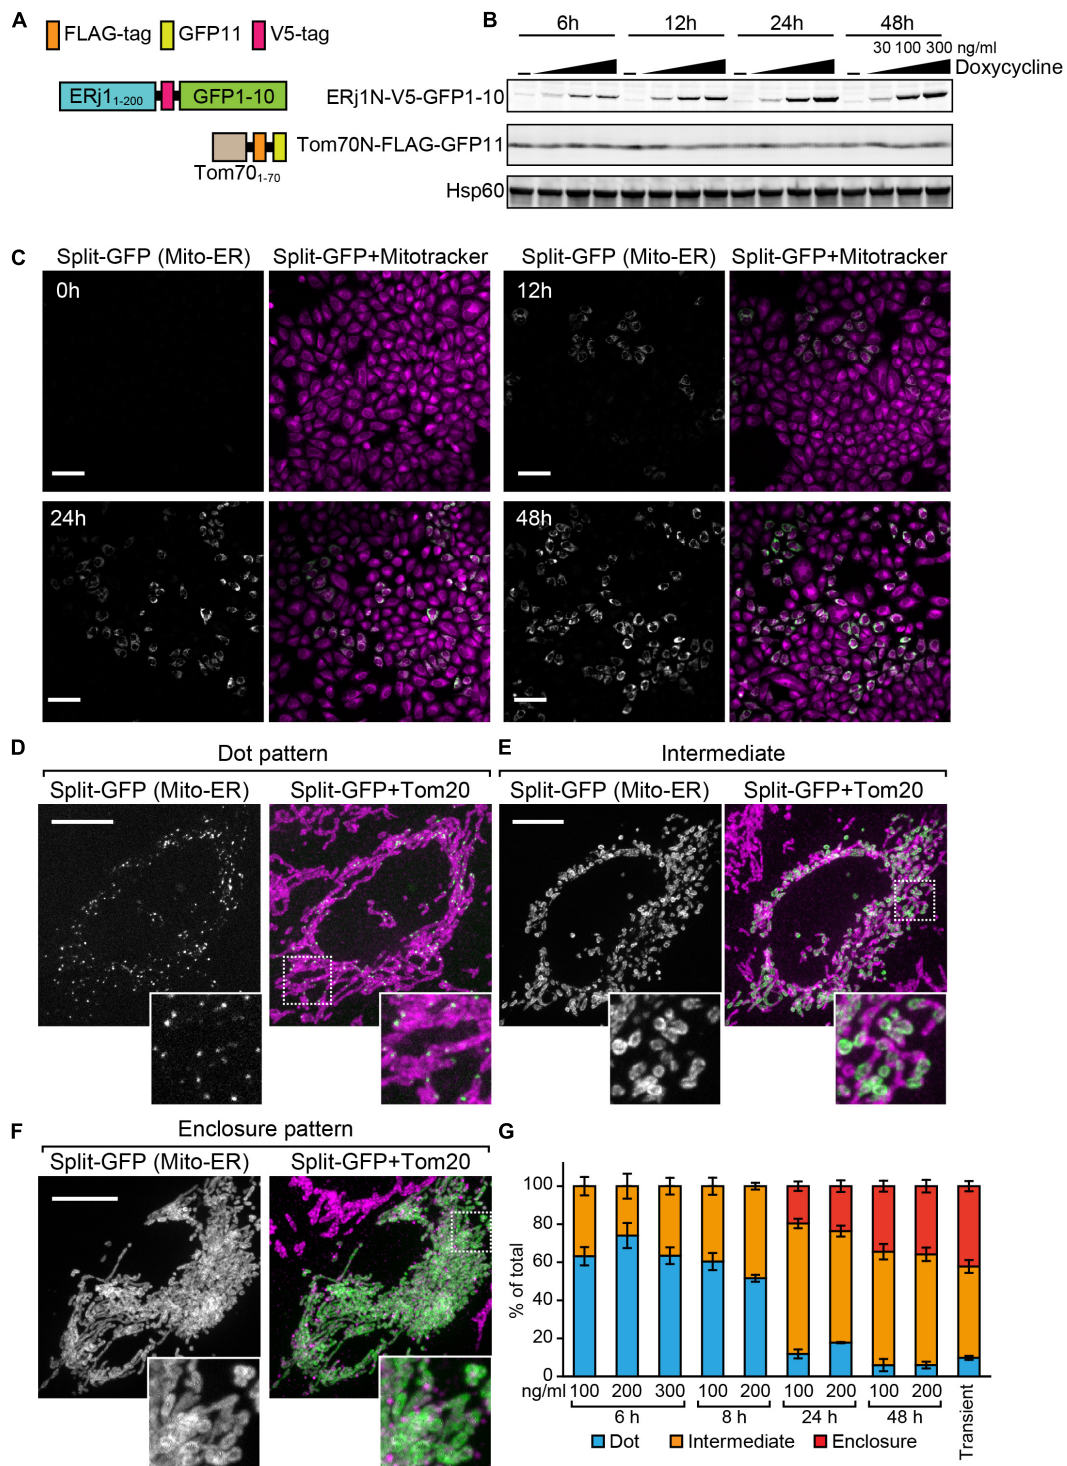 A
FLAG-tag GFP11 V5-tag
ERj11-200 GFP1-10
Tom701-70
B
6h 12h 24h 48h
30 100 300 ng/ml
Doxycycline
ERj1N-V5-GFP1-10
Tom70N-FLAG-GFP11
Hsp60
C
Split-GFP (Mito-ER) Split-GFP+Mitotracker Split-GFP (Mito-ER) Split-GFP+Mitotracker
0h 12h
24h 48h
D
Dot pattern
Split-GFP (Mito-ER) Split-GFP+Tom20
E
Intermediate
Split-GFP (Mito-ER) Split-GFP+Tom20
F
Enclosure pattern
Split-GFP (Mito-ER) Split-GFP+Tom20
G
% of total
100
80
60
40
20
0
ng/ml 100 200 300 100 200 100 200 100 200 Transient
6 h 8 h 24 h 48 h
Dot Intermediate Enclosure